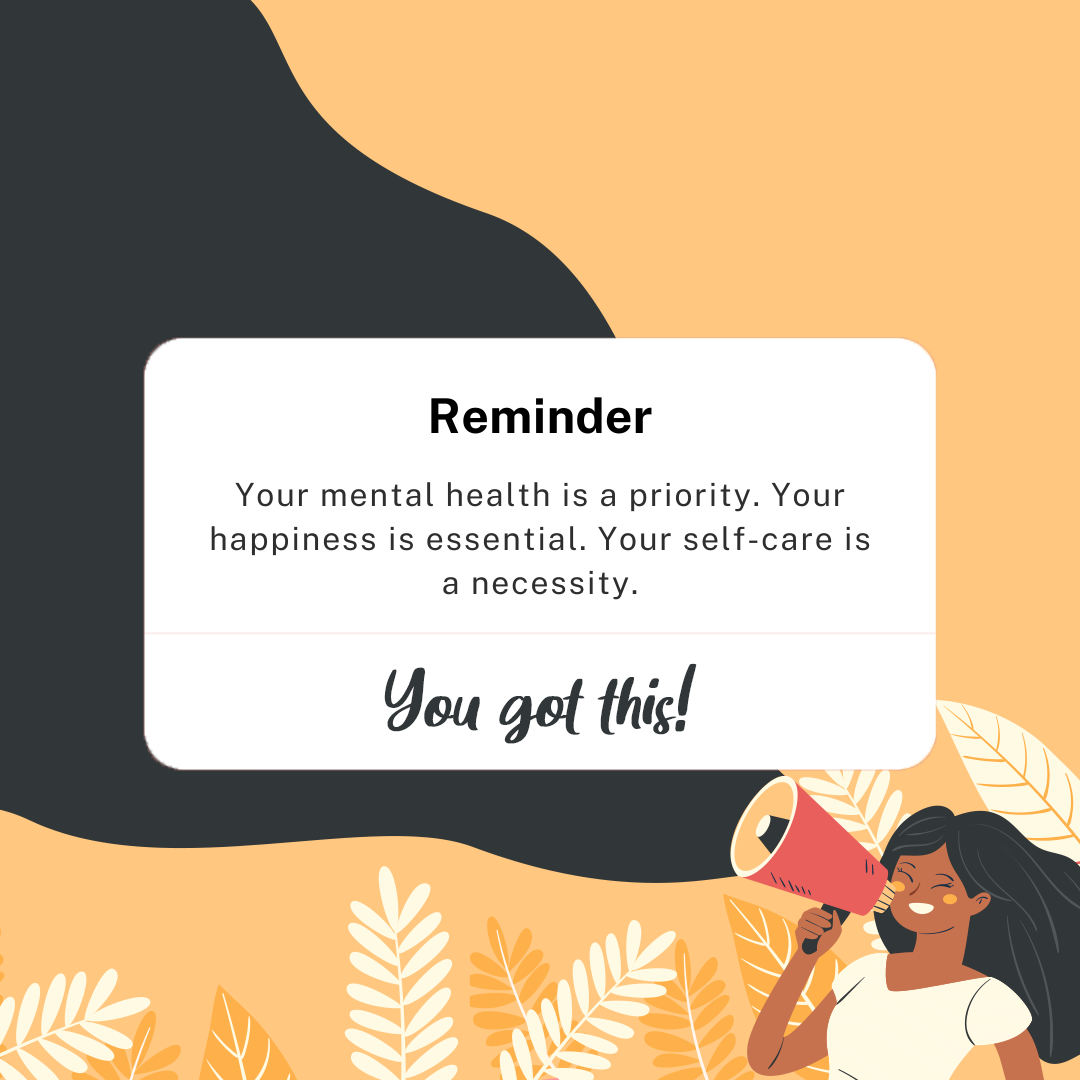 Reminder
Your mental health is a priority. Your
happiness is essential. Your self-care is
a necessity.
You got this!